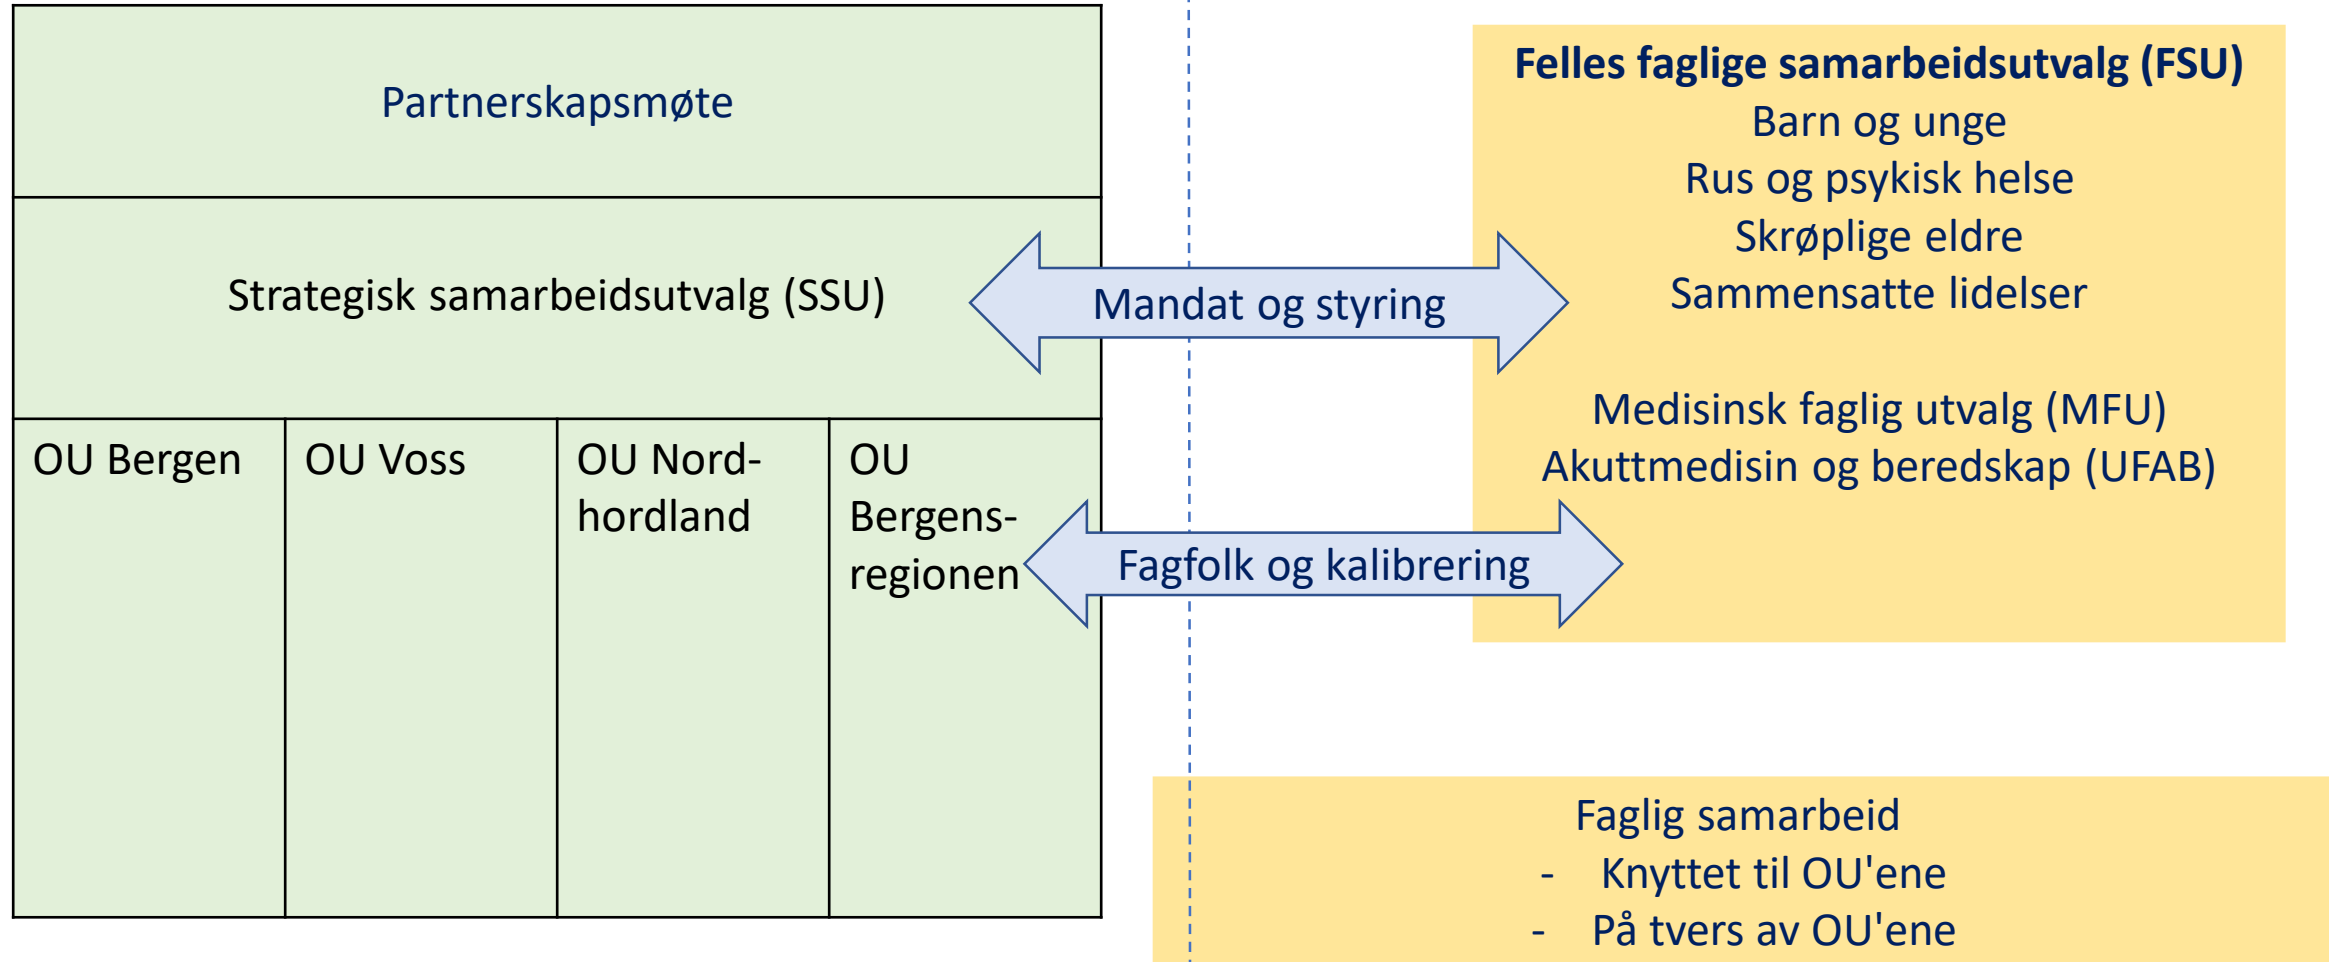 Partnerskapsmøte
Strategisk samarbeidsutvalg (SSU)
OU Bergen
OU Voss
OU Nord-
hordland
OU
Bergens-
regionen
Mandat og styring
Fagfolk og kalibrering
Felles faglige samarbeidsutvalg (FSU)
Barn og unge
Rus og psykisk helse
Skrøplige eldre
Sammensatte lidelser
Medisinsk faglig utvalg (MFU)
Akuttmedisin og beredskap (UFAB)
Faglig samarbeid
- Knyttet til OU'ene
- På tvers av OU'ene